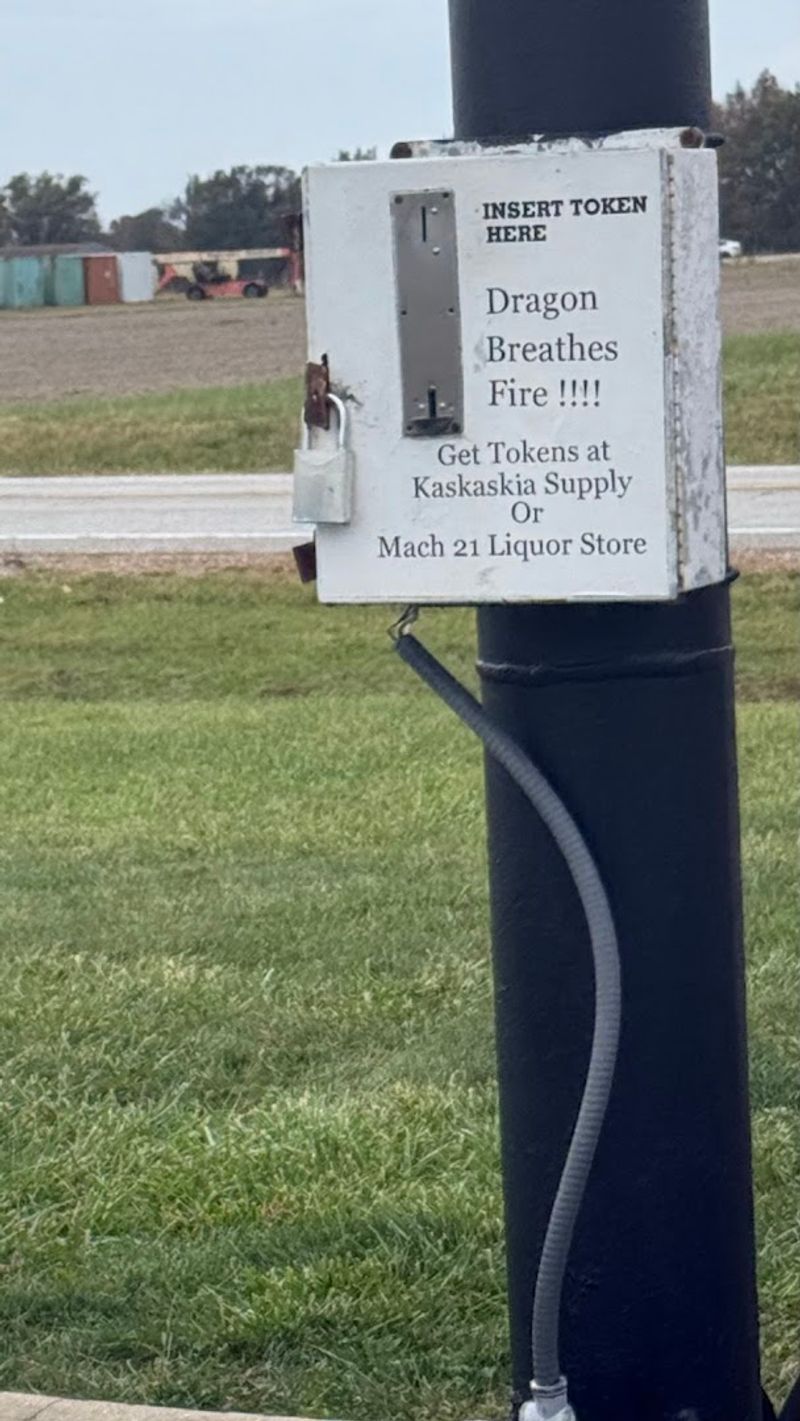 INSERT TOKEN
HERE
Dragon
Breathes
Fire !!!!
Get Tokens at
Kaskaskia Supply
Or
Mach 21 Liquor Store